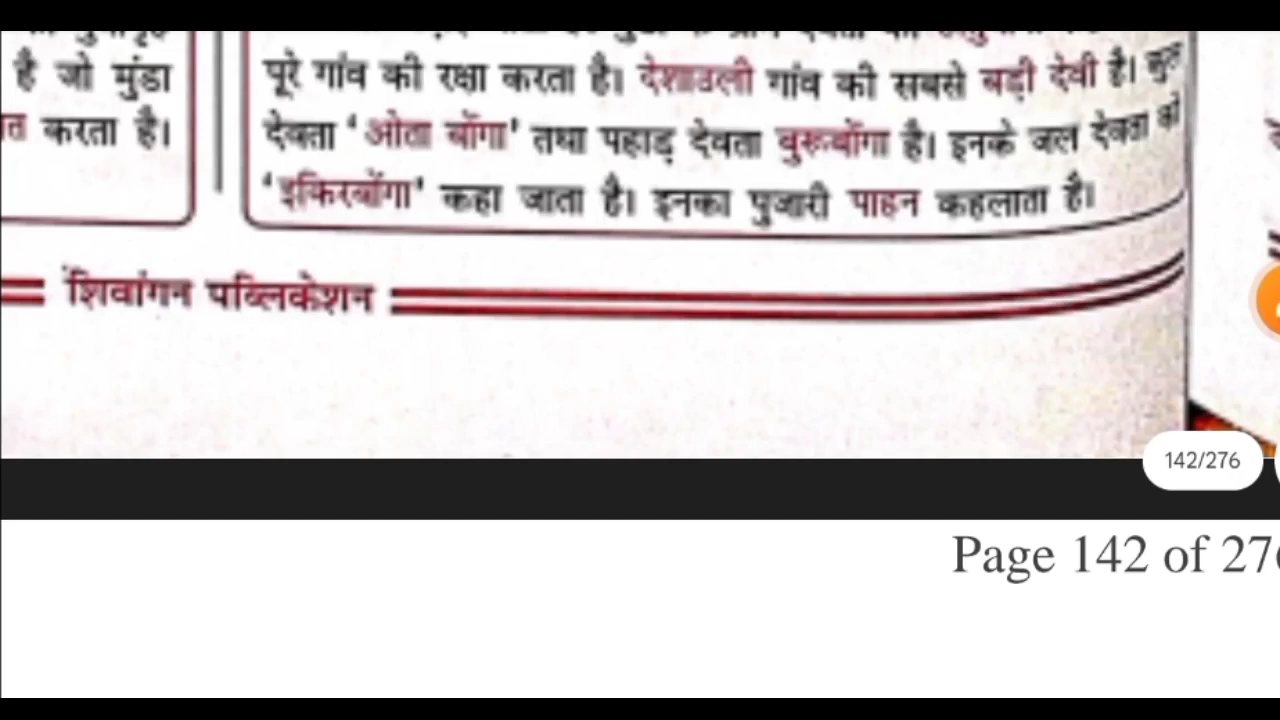 है जो मुंडा
करता है।
पूरे गांव की रक्षा करता है। देशाउली गांव की सबसे बड़ी देवी है। कुल
देवता 'ओता बोंगा' तथा पहाड़ देवता बुरूबोंगा है। इनके जल देवता को
'इकिरबोंगा' कहा जाता है। इनका पुजारी पाहन कहलाता है।
शिवांगन पब्लिकेशन
142/276
Page 142 of 27